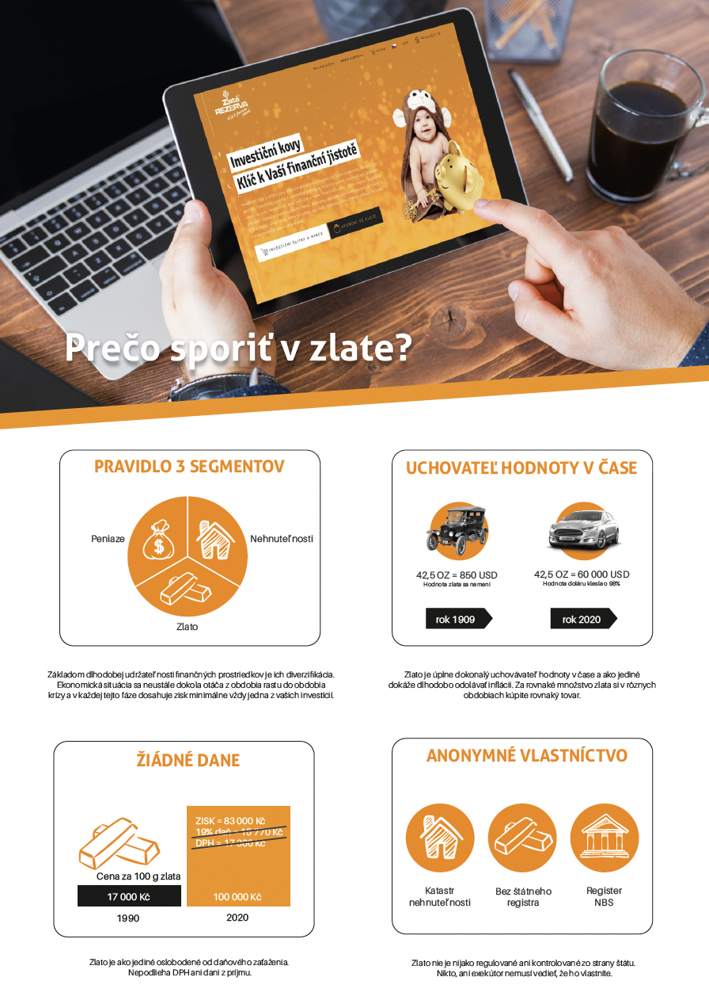 Zlatá
REZERVA
Investiční kovy
Klíč k Vaší finanční jistotě
INVESTIČNÍ SLITKY A MINCE
SPOŘENÍ VE ZLATĚ
Prečo sporiť v zlate?
PRAVIDLO 3 SEGMENTOV
Peniaze
Nehnuteľnosti
Zlato
Základom dlhodobej udržateľnosti finančných prostriedkov je ich diverzifikácia.
Ekonomická situácia sa neustále dokola otáča z obdobia rastu do obdobia
krízy a v každej tejto fáze dosahuje zisk minimálne vždy jedna z vašich investícií.
UCHOVATEĽ HODNOTY V ČASE
42,5 OZ = 850 USD
Hodnota zlata sa nemení
42,5 OZ = 60 000 USD
Hodnota doláru klesla o 98%
rok 1909
rok 2020
Zlato je úplne dokonalý uchovávateľ hodnoty v čase a ako jediné
dokáže dlhodobo odolávať inflácii. Za rovnaké množstvo zlata si v rôznych
obdobiach kúpite rovnaký tovar.
ŽIÁDNÉ DANE
ZISK = 83 000 Kč
19% daň = 15 770 Kč
DPH = 17 300 Kč
Cena za 100 g zlata
17 000 Kč
100 000 Kč
1990
2020
Zlato je ako jediné oslobodené od daňového zaťaženia.
Nepodlieha DPH ani dani z príjmu.
ANONYMNÉ VLASTNÍCTVO
Katastr
nehnuteľnosti
Bez štátneho
registra
Register
NBS
Zlato nie je nijako regulované ani kontrolované zo strany štátu.
Nikto, ani exekútor nemusí vedieť, že ho vlastníte.